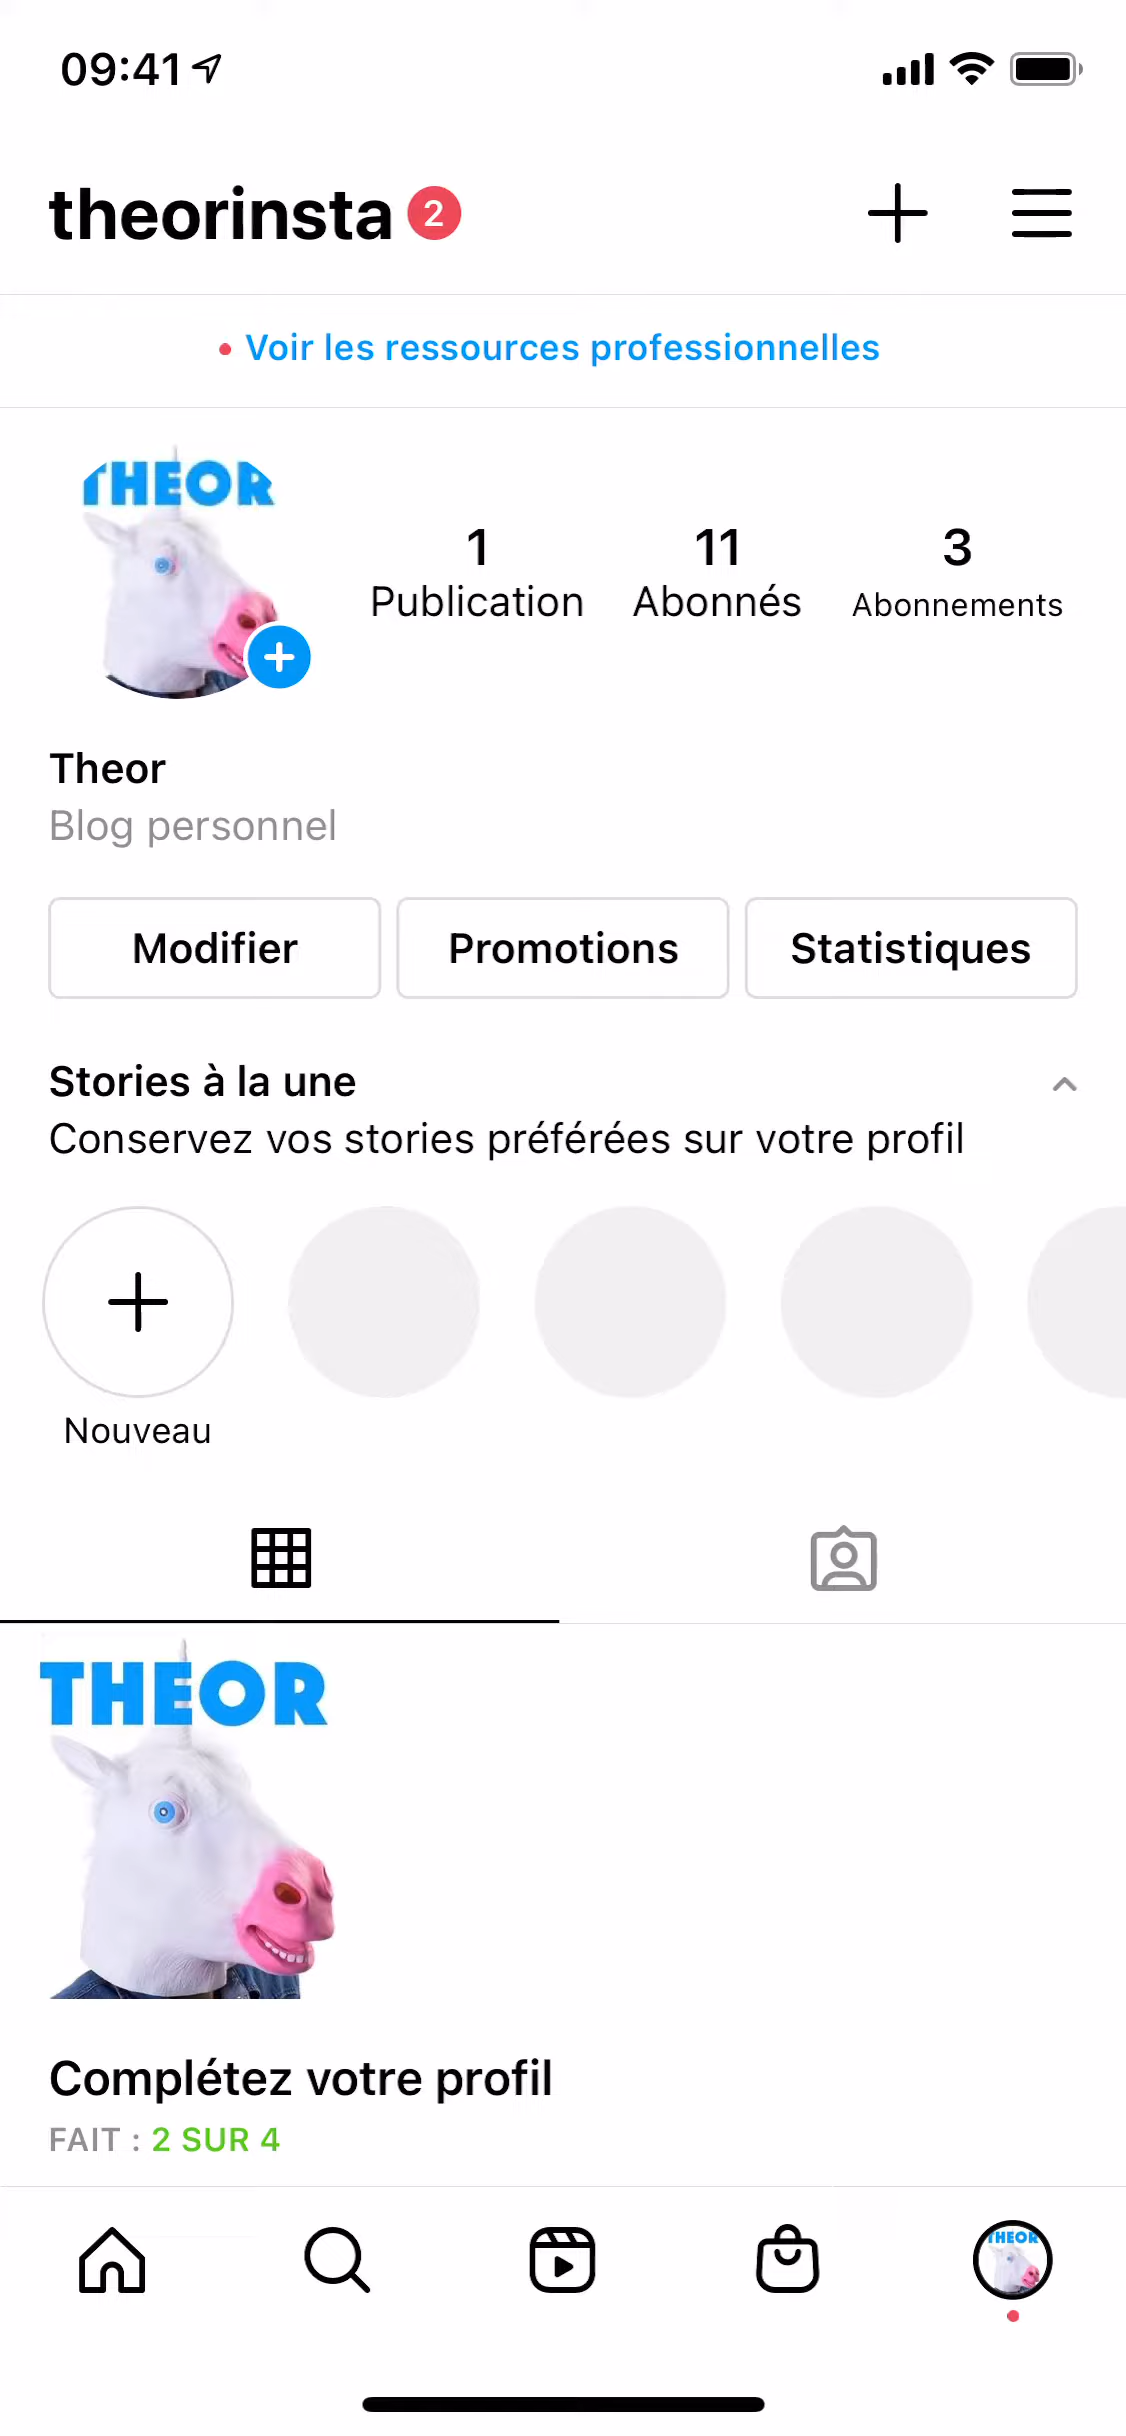 09:41
theorinsta 2
Voir les ressources professionnelles
THEOR
1 11 3
Publication Abonnés Abonnements
Theor
Blog personnel
Modifier Promotions Statistiques
Stories à la une
Conservez vos stories préférées sur votre profil
Nouveau
THEOR
Complétez votre profil
FAIT : 2 SUR 4
THEOR